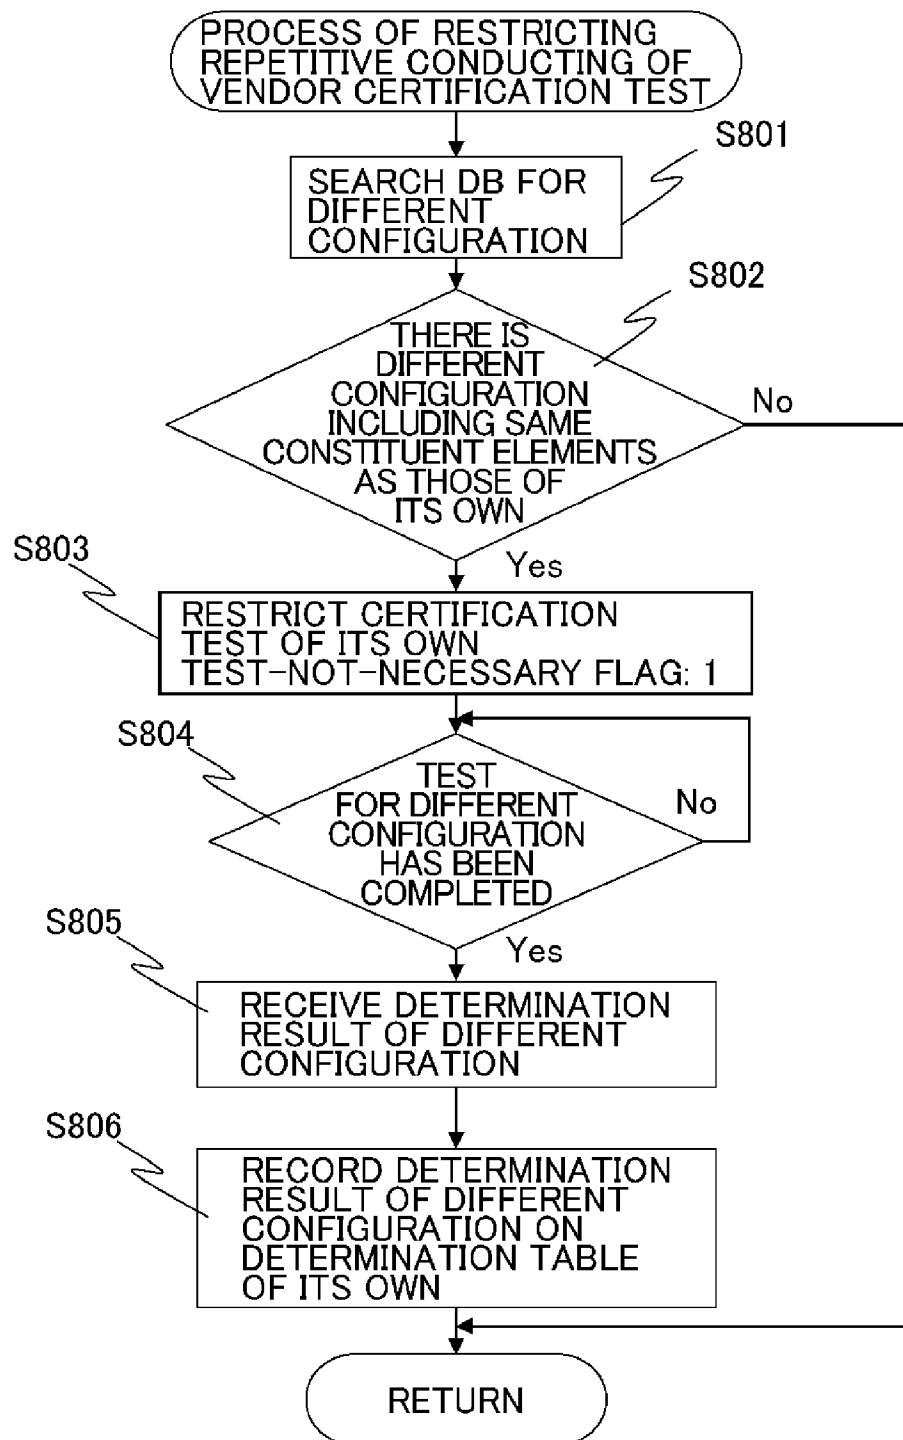 PROCESS OF RESTRICTING
REPETITIVE CONDUCTING OF
VENDOR CERTIFICATION TEST
S801
SEARCH DB FOR
DIFFERENT
CONFIGURATION
S802
THERE IS
DIFFERENT
CONFIGURATION
INCLUDING SAME
CONSTITUENT ELEMENTS
AS THOSE OF
ITS OWN
No
Yes
S803
RESTRICT CERTIFICATION
TEST OF ITS OWN
TEST-NOT-NECESSARY FLAG: 1
S804
TEST
FOR DIFFERENT
CONFIGURATION
HAS BEEN
COMPLETED
No
Yes
S805
RECEIVE DETERMINATION
RESULT OF DIFFERENT
CONFIGURATION
S806
RECORD DETERMINATION
RESULT OF DIFFERENT
CONFIGURATION ON
DETERMINATION TABLE
OF ITS OWN
RETURN